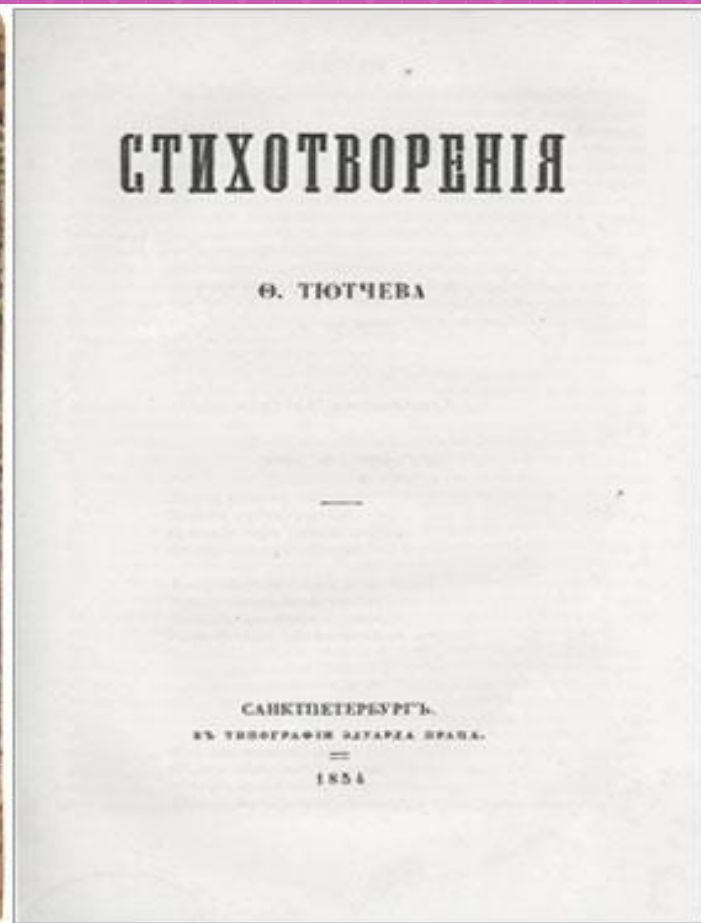 СТИХОТВОРЕНІЯ
Ѳ. ТЮТЧЕВА
САНКТПЕТЕРБУРГЪ.
ВЪ ТИПОГРАФІИ ЭДУАРДА ПРАЦА.
1854